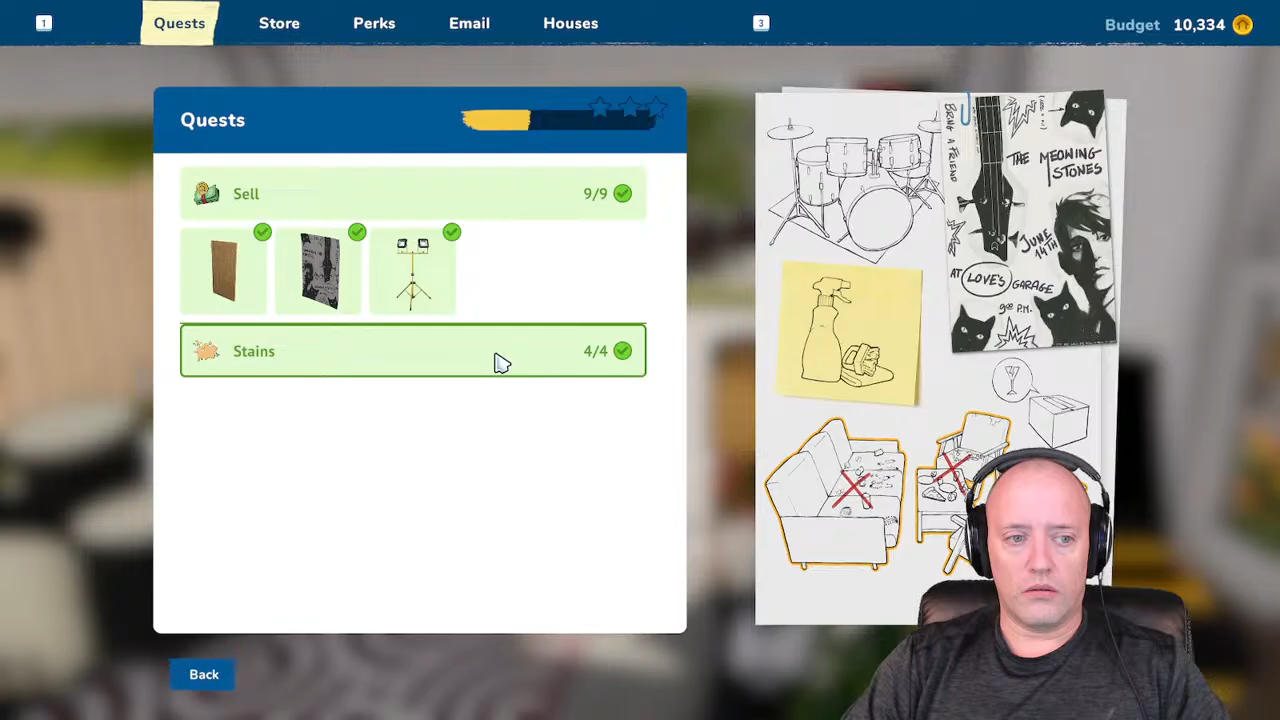 1
Quests
Store
Perks
Email
Houses
3
Budget 10,334
Quests
Sell
9/9
Stains
4/4
Back
BRING A FRIEND
THE MEOWING
STONES
JUNE
14TH
AT LOVE'S GARAGE
9:00 P.M.